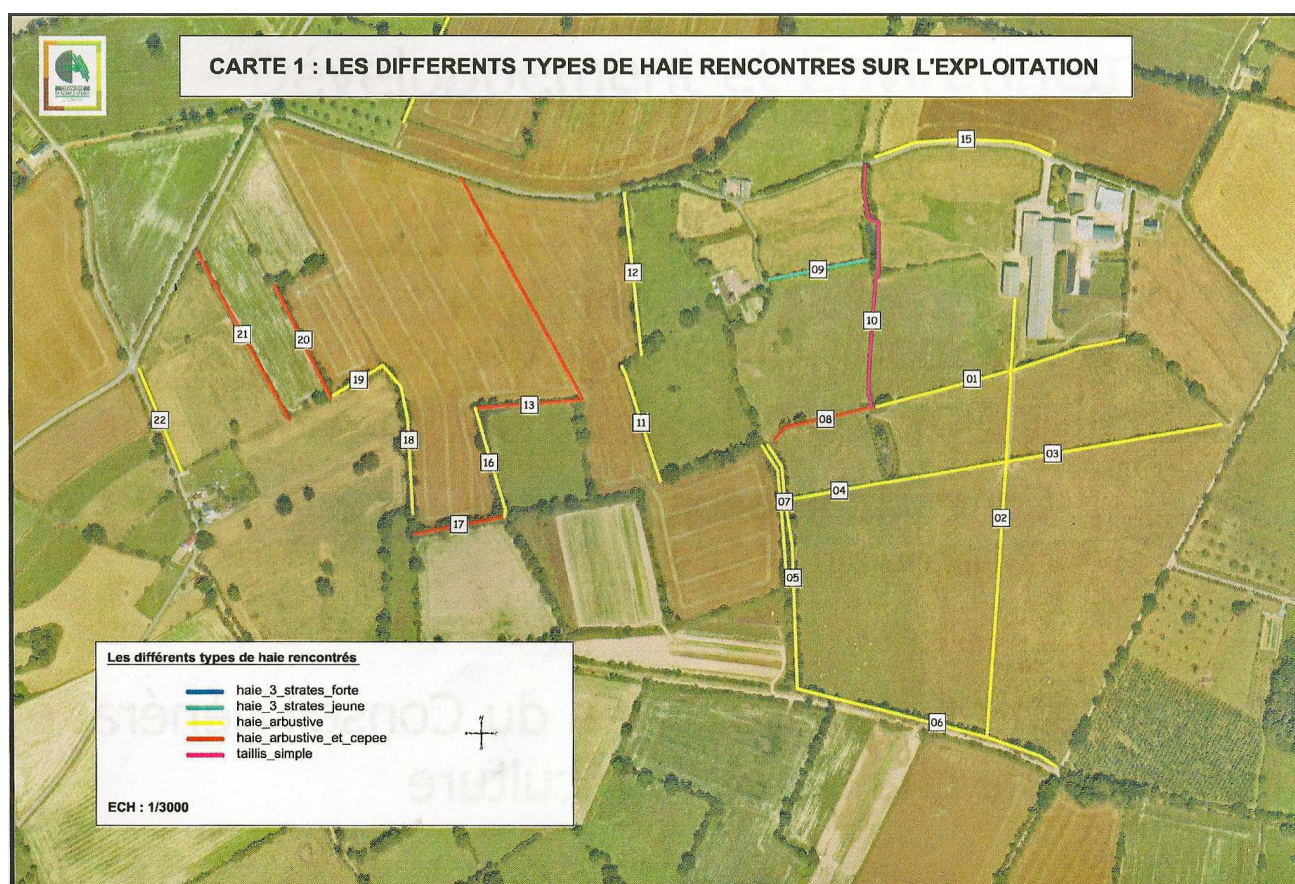 CARTE 1 : LES DIFFERENTS TYPES DE HAIE RENCONTRES SUR L'EXPLOITATION
15
12
09
21
20
10
19
01
13
08
22
11
18
16
03
04
07
02
17
05
06
Les différents types de haie rencontrés
haie_3_strates_forte
haie_3_strates_jeune
haie_arbustive
haie_arbustive_et_cepee
taillis_simple
N
ECH : 1/3000